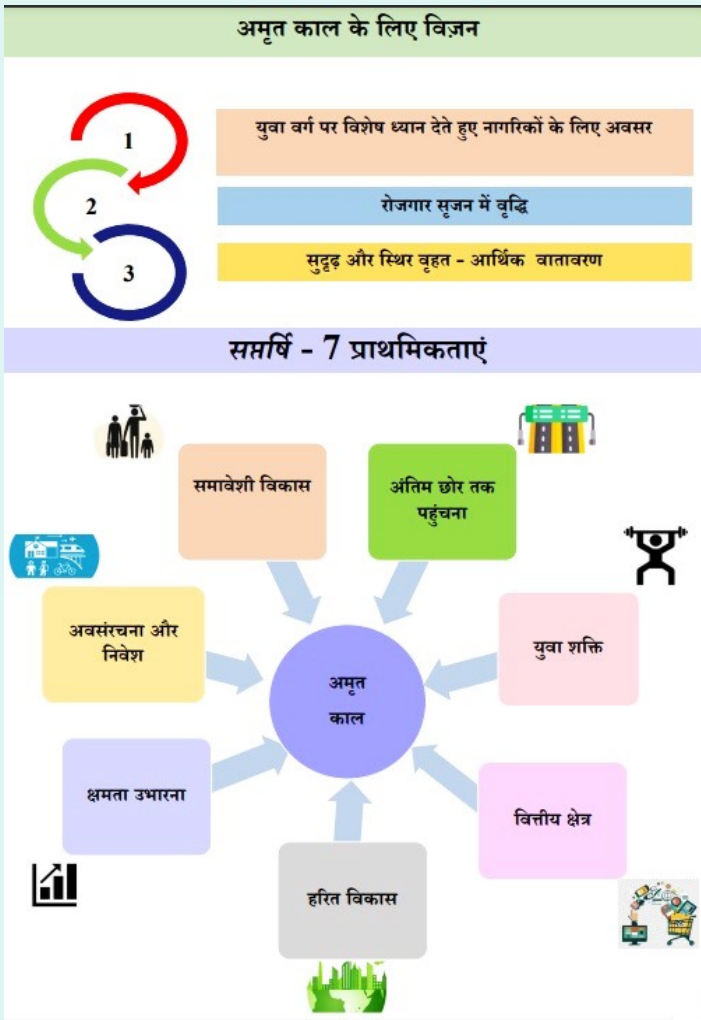 अमृत काल के लिए विज़न
1
युवा वर्ग पर विशेष ध्यान देते हुए नागरिकों के लिए अवसर
2
रोजगार सृजन में वृद्धि
3
सुदृढ़ और स्थिर वृहत - आर्थिक वातावरण
सप्तर्षि - 7 प्राथमिकताएं
समावेशी विकास
अंतिम छोर तक
पहुंचना
अवसंरचना और
निवेश
युवा शक्ति
अमृत
काल
क्षमता उभारना
वित्तीय क्षेत्र
हरित विकास